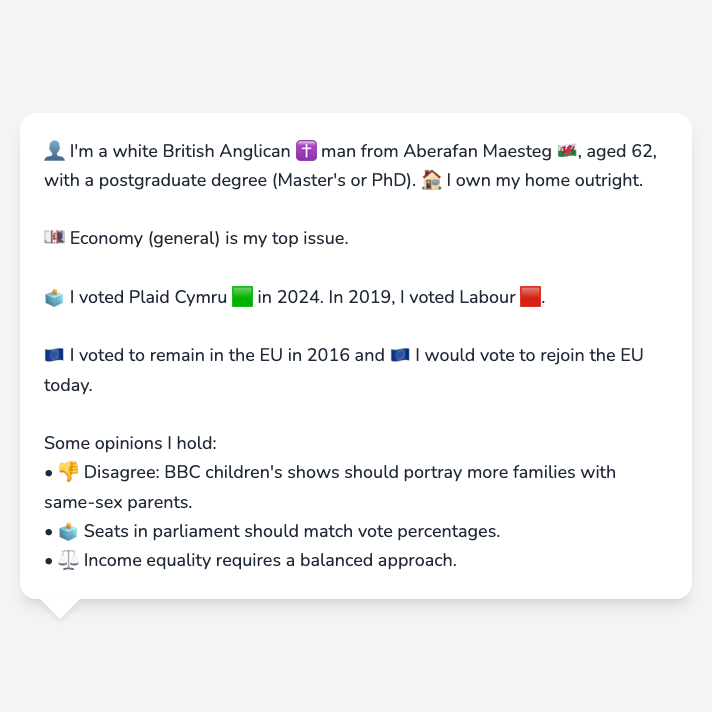 👤 I'm a white British Anglican ✝️ man from Aberafan Maesteg 🏴󠁧󠁢󠁷󠁬󠁳󠁿, aged 62,
with a postgraduate degree (Master's or PhD). 🏠 I own my home outright.
💷 Economy (general) is my top issue.
🗳️ I voted Plaid Cymru 🟩 in 2024. In 2019, I voted Labour 🟥.
🇪🇺 I voted to remain in the EU in 2016 and 🇪🇺 I would vote to rejoin the EU
today.
Some opinions I hold:
• 👎 Disagree: BBC children's shows should portray more families with
same-sex parents.
• 🗳️ Seats in parliament should match vote percentages.
• ⚖️ Income equality requires a balanced approach.